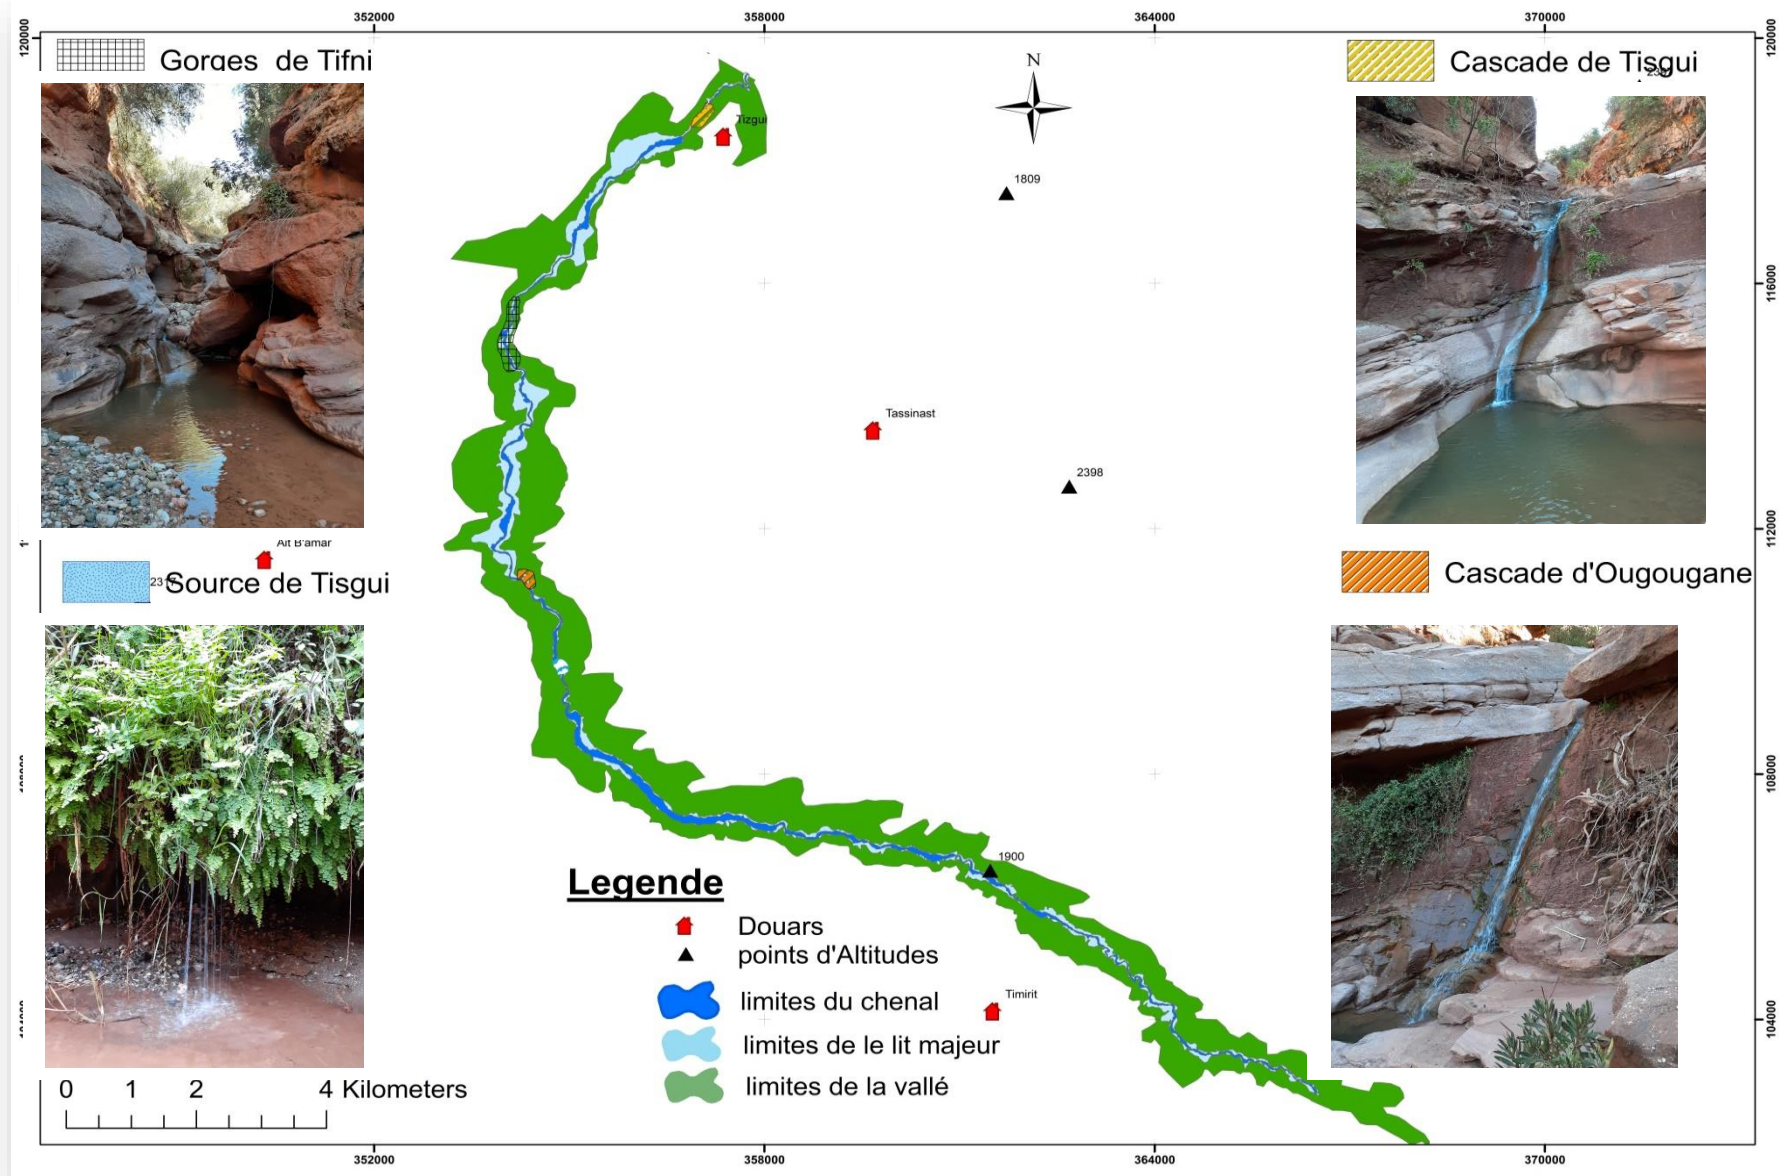 352000
358000
364000
370000
120000
120000
Gorges de Tifni
Cascade de Tisgui
N
Tizgui
1809
116000
Tassinast
2398
112000
Ait B'amar
2317
Source de Tisgui
Cascade d'Ougougane
108000
1900
Legende
Douars
points d'Altitudes
Timirit
limites du chenal
limites de le lit majeur
limites de la vallé
104000
0 1 2 4 Kilometers
352000
358000
364000
370000